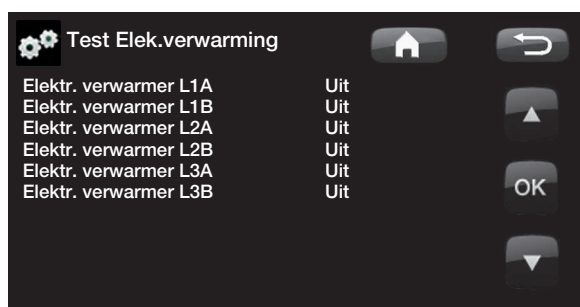 Test Elek.verwarming
Elektr. verwarmer L1A Uit
Elektr. verwarmer L1B Uit
Elektr. verwarmer L2A Uit
Elektr. verwarmer L2B Uit
Elektr. verwarmer L3A Uit
Elektr. verwarmer L3B Uit
OK